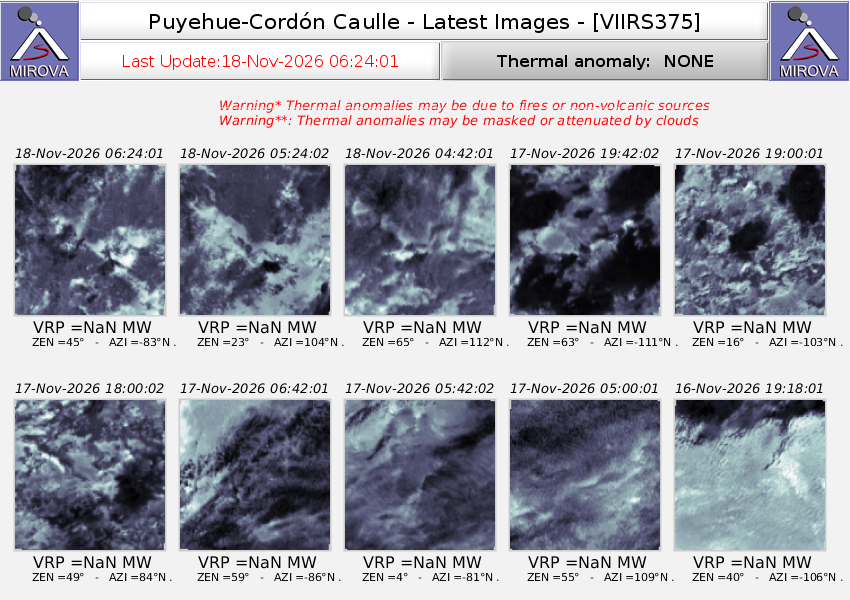 Puyehue-Cordón Caulle - Latest Images - [VIIRS375]
MIROVA
Last Update:18-Nov-2026 06:24:01
Thermal anomaly: NONE
MIROVA
Warning* Thermal anomalies may be due to fires or non-volcanic sources
Warning**: Thermal anomalies may be masked or attenuated by clouds
18-Nov-2026 06:24:01 18-Nov-2026 05:24:02 18-Nov-2026 04:42:01 17-Nov-2026 19:42:02 17-Nov-2026 19:00:01
VRP =NaN MW VRP =NaN MW VRP =NaN MW VRP =NaN MW VRP =NaN MW
ZEN =45° - AZI =-83°N . ZEN =23° - AZI =104°N . ZEN =65° - AZI =112°N . ZEN =63° - AZI =-111°N . ZEN =16° - AZI =-103°N .
17-Nov-2026 18:00:02 17-Nov-2026 06:42:01 17-Nov-2026 05:42:02 17-Nov-2026 05:00:01 16-Nov-2026 19:18:01
VRP =NaN MW VRP =NaN MW VRP =NaN MW VRP =NaN MW VRP =NaN MW
ZEN =49° - AZI =84°N . ZEN =59° - AZI =-86°N . ZEN =4° - AZI =-81°N . ZEN =55° - AZI =109°N . ZEN =40° - AZI =-106°N .